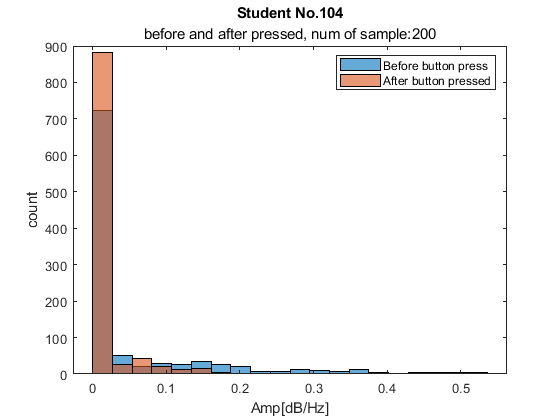 Student No.104
before and after pressed, num of sample:200
Before button press
After button pressed
900
800
700
600
500
400
300
200
100
0
count
0 0.1 0.2 0.3 0.4 0.5
Amp[dB/Hz]